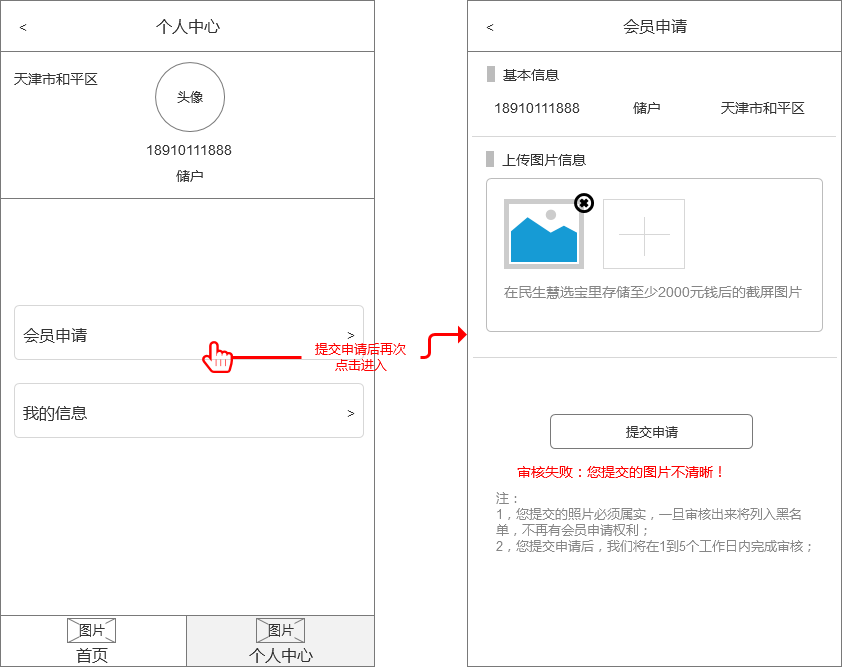 <
个人中心
天津市和平区
头像
18910111888
储户
会员申请
>
提交申请后再次
点击进入
我的信息
>
图片
首页
图片
个人中心
<
会员申请
基本信息
18910111888
储户
天津市和平区
上传图片信息
在民生慧选宝里存储至少2000元钱后的截屏图片
提交申请
审核失败：您提交的图片不清晰！
注：
1，您提交的照片必须属实，一旦审核出来将列入黑名
单，不再有会员申请权利；
2，您提交申请后，我们将在1到5个工作日内完成审核；